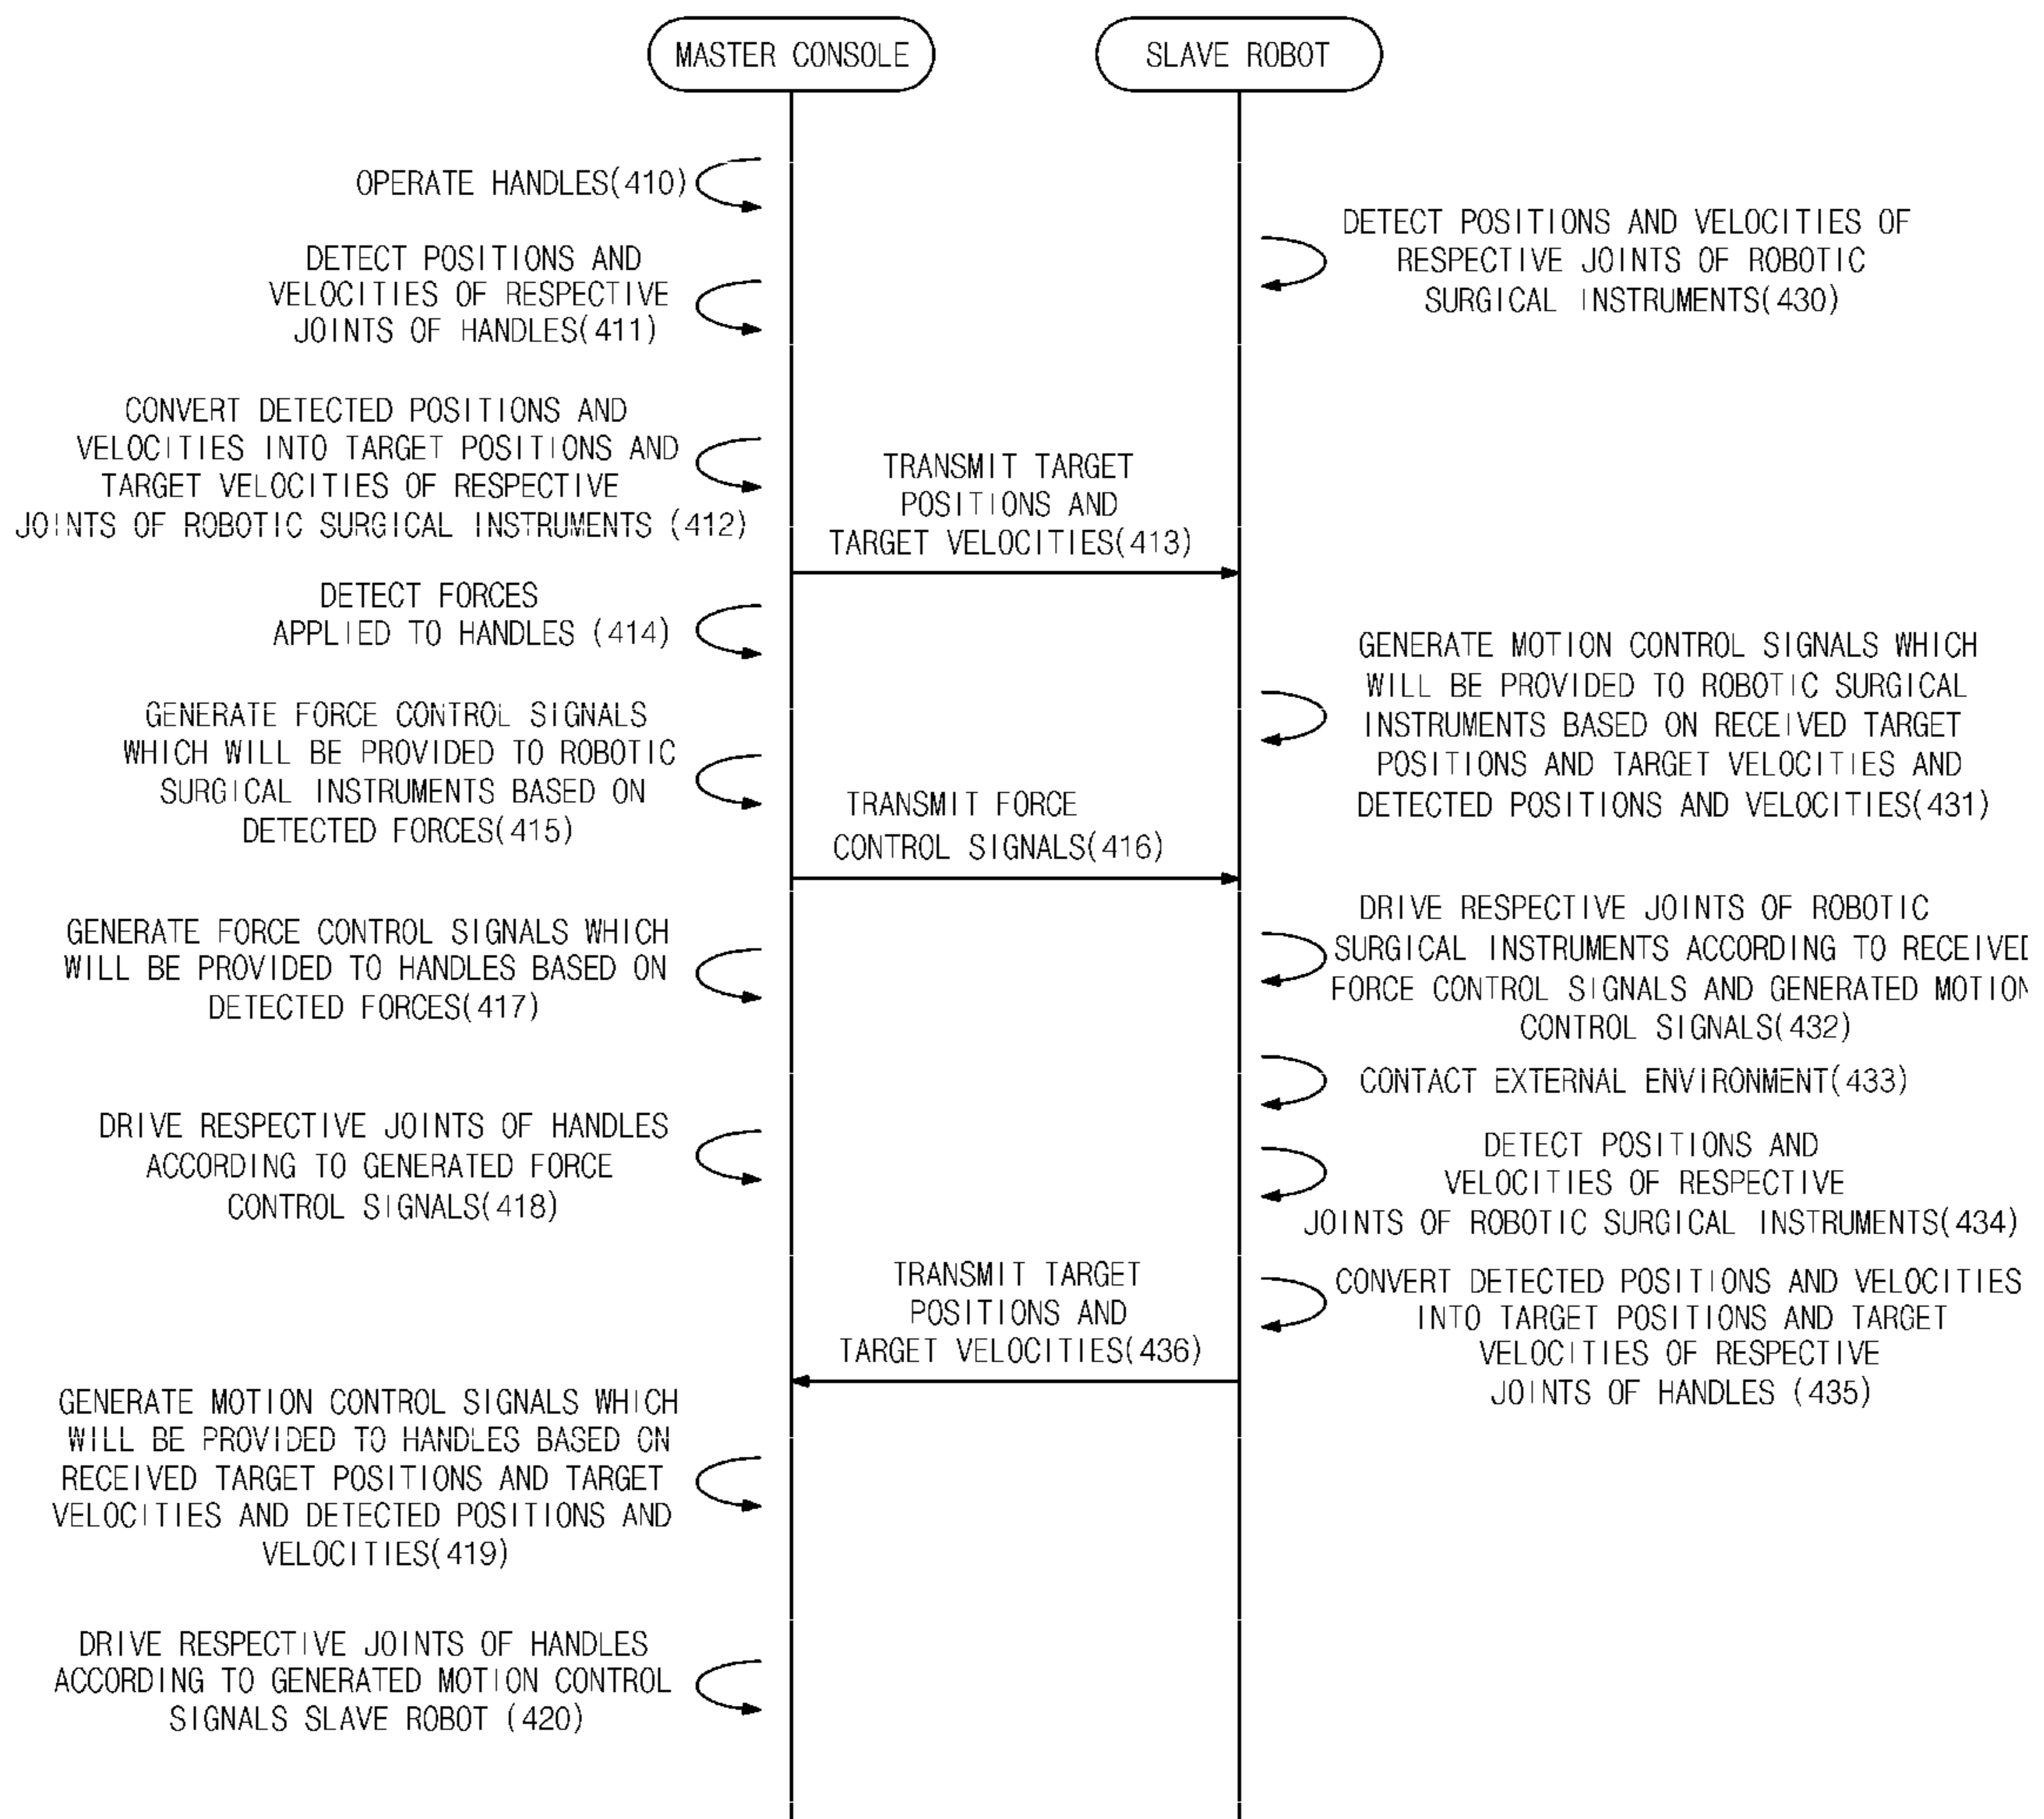 MASTER CONSOLE
SLAVE ROBOT
OPERATE HANDLES(410)
DETECT POSITIONS AND
VELOCITIES OF RESPECTIVE
JOINTS OF HANDLES(411)
DETECT POSITIONS AND VELOCITIES OF
RESPECTIVE JOINTS OF ROBOTIC
SURGICAL INSTRUMENTS(430)
CONVERT DETECTED POSITIONS AND
VELOCITIES INTO TARGET POSITIONS AND
TARGET VELOCITIES OF RESPECTIVE
JOINTS OF ROBOTIC SURGICAL INSTRUMENTS (412)
TRANSMIT TARGET
POSITIONS AND
TARGET VELOCITIES(413)
DETECT FORCES
APPLIED TO HANDLES (414)
GENERATE MOTION CONTROL SIGNALS WHICH
WILL BE PROVIDED TO ROBOTIC SURGICAL
INSTRUMENTS BASED ON RECEIVED TARGET
POSITIONS AND TARGET VELOCITIES AND
DETECTED POSITIONS AND VELOCITIES(431)
GENERATE FORCE CONTROL SIGNALS
WHICH WILL BE PROVIDED TO ROBOTIC
SURGICAL INSTRUMENTS BASED ON
DETECTED FORCES(415)
TRANSMIT FORCE
CONTROL SIGNALS(416)
GENERATE FORCE CONTROL SIGNALS WHICH
WILL BE PROVIDED TO HANDLES BASED ON
DETECTED FORCES(417)
DRIVE RESPECTIVE JOINTS OF ROBOTIC
SURGICAL INSTRUMENTS ACCORDING TO RECEIVED
FORCE CONTROL SIGNALS AND GENERATED MOTION
CONTROL SIGNALS(432)
CONTACT EXTERNAL ENVIRONMENT(433)
DRIVE RESPECTIVE JOINTS OF HANDLES
ACCORDING TO GENERATED FORCE
CONTROL SIGNALS(418)
DETECT POSITIONS AND
VELOCITIES OF RESPECTIVE
JOINTS OF ROBOTIC SURGICAL INSTRUMENTS(434)
TRANSMIT TARGET
POSITIONS AND
TARGET VELOCITIES(436)
CONVERT DETECTED POSITIONS AND VELOCITIES
INTO TARGET POSITIONS AND TARGET
VELOCITIES OF RESPECTIVE
JOINTS OF HANDLES (435)
GENERATE MOTION CONTROL SIGNALS WHICH
WILL BE PROVIDED TO HANDLES BASED ON
RECEIVED TARGET POSITIONS AND TARGET
VELOCITIES AND DETECTED POSITIONS AND
VELOCITIES(419)
DRIVE RESPECTIVE JOINTS OF HANDLES
ACCORDING TO GENERATED MOTION CONTROL
SIGNALS SLAVE ROBOT (420)